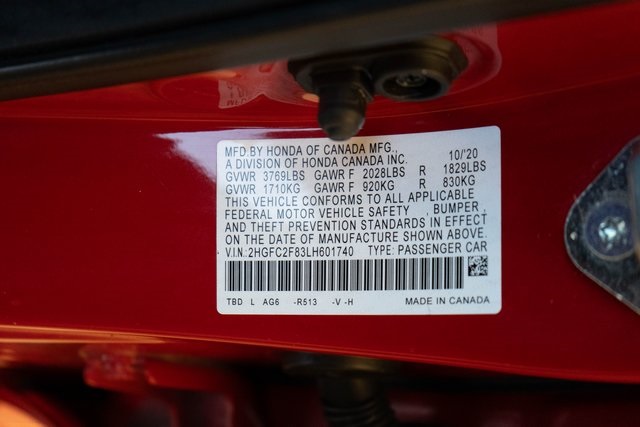 MFD.BY HONDA OF CANADA MFG.,
A DIVISION OF HONDA CANADA INC. 10/'20
GVWR 3769LBS GAWR F 2028LBS R 1829LBS
GVWR 1710KG GAWR F 920KG R 830KG
THIS VEHICLE CONFORMS TO ALL APPLICABLE
FEDERAL MOTOR VEHICLE SAFETY , BUMPER ,
AND THEFT PREVENTION STANDARDS IN EFFECT
ON THE DATE OF MANUFACTURE SHOWN ABOVE.
V.I.N.:2HGFC2F83LH601740 TYPE: PASSENGER CAR
TBD L AG6 -R513 -V -H MADE IN CANADA